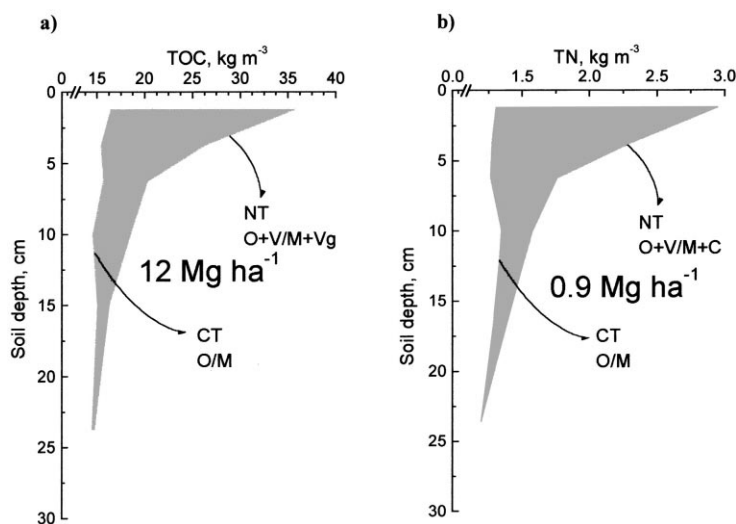 a)
TOC, kg m⁻³
0 15 20 25 30 35 40
0
5
10
15
20
25
30
Soil depth, cm
NT
O+V/M+Vg
12 Mg ha⁻¹
CT
O/M
b)
TN, kg m⁻³
0.0 1.5 2.0 2.5 3.0
0
5
10
15
20
25
30
Soil depth, cm
NT
O+V/M+C
0.9 Mg ha⁻¹
CT
O/M